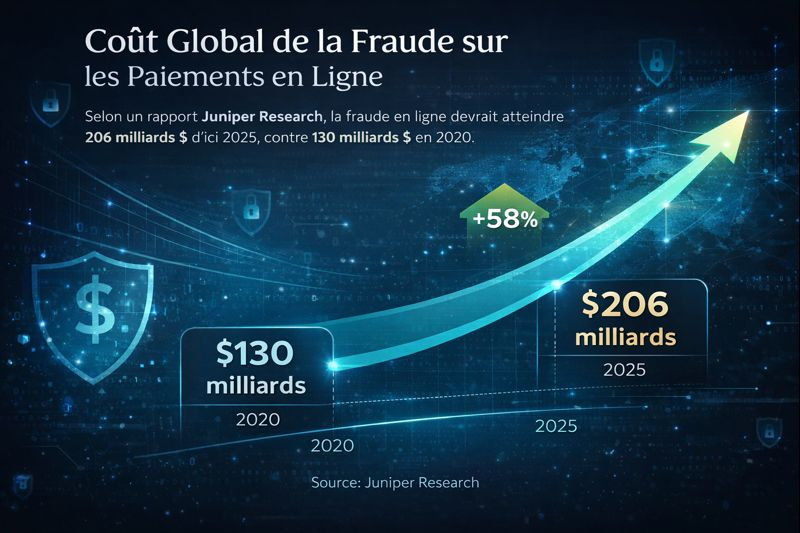 Coût Global de la Fraude sur
les Paiements en Ligne
Selon un rapport Juniper Research, la fraude en ligne devrait atteindre
206 milliards $ d'ici 2025, contre 130 milliards $ en 2020.
+58%
$
$206
milliards
2025
$130
milliards
2020
2020
2025
Source: Juniper Research